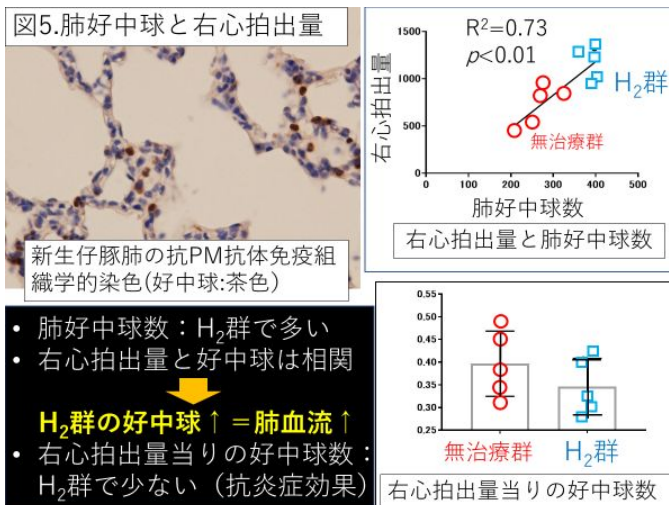 図5.肺好中球と右心拍出量
新生仔豚肺の抗PM抗体免疫組
織学的染色(好中球:茶色)
R²=0.73
p<0.01
右心拍出量
1500
1000
500
0
0 100 200 300 400 500
H₂群
無治療群
肺好中球数
右心拍出量と肺好中球数
• 肺好中球数：H₂群で多い
• 右心拍出量と好中球は相関
H₂群の好中球↑＝肺血流↑
• 右心拍出量当りの好中球数：
H₂群で少ない（抗炎症効果）
0.55
0.50
0.45
0.40
0.35
0.30
0.25
無治療群 H₂群
右心拍出量当りの好中球数